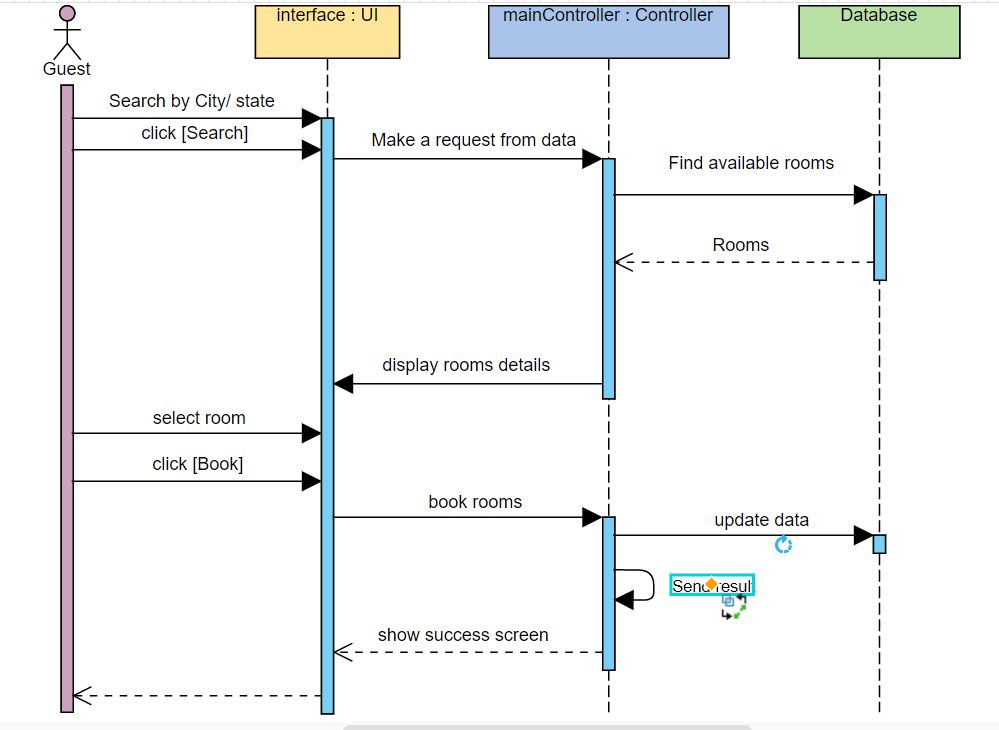 interface : UI
mainController : Controller
Database
Guest
Search by City/ state
click [Search]
Make a request from data
Find available rooms
Rooms
display rooms details
select room
click [Book]
book rooms
update data
Send result
show success screen